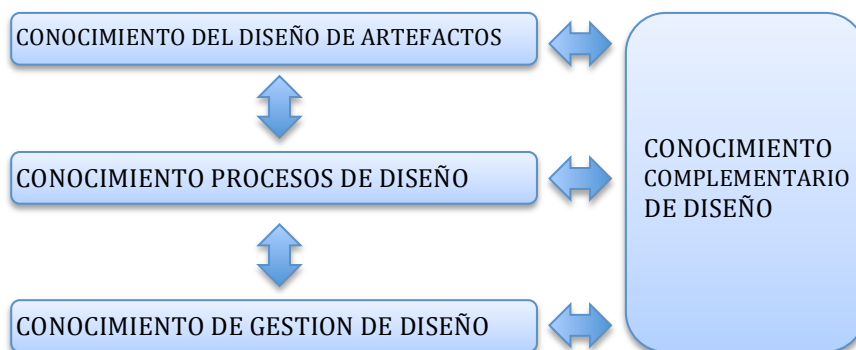 CONOCIMIENTO DEL DISEÑO DE ARTEFACTOS
CONOCIMIENTO PROCESOS DE DISEÑO
CONOCIMIENTO DE GESTION DE DISEÑO
CONOCIMIENTO
COMPLEMENTARIO
DE DISEÑO